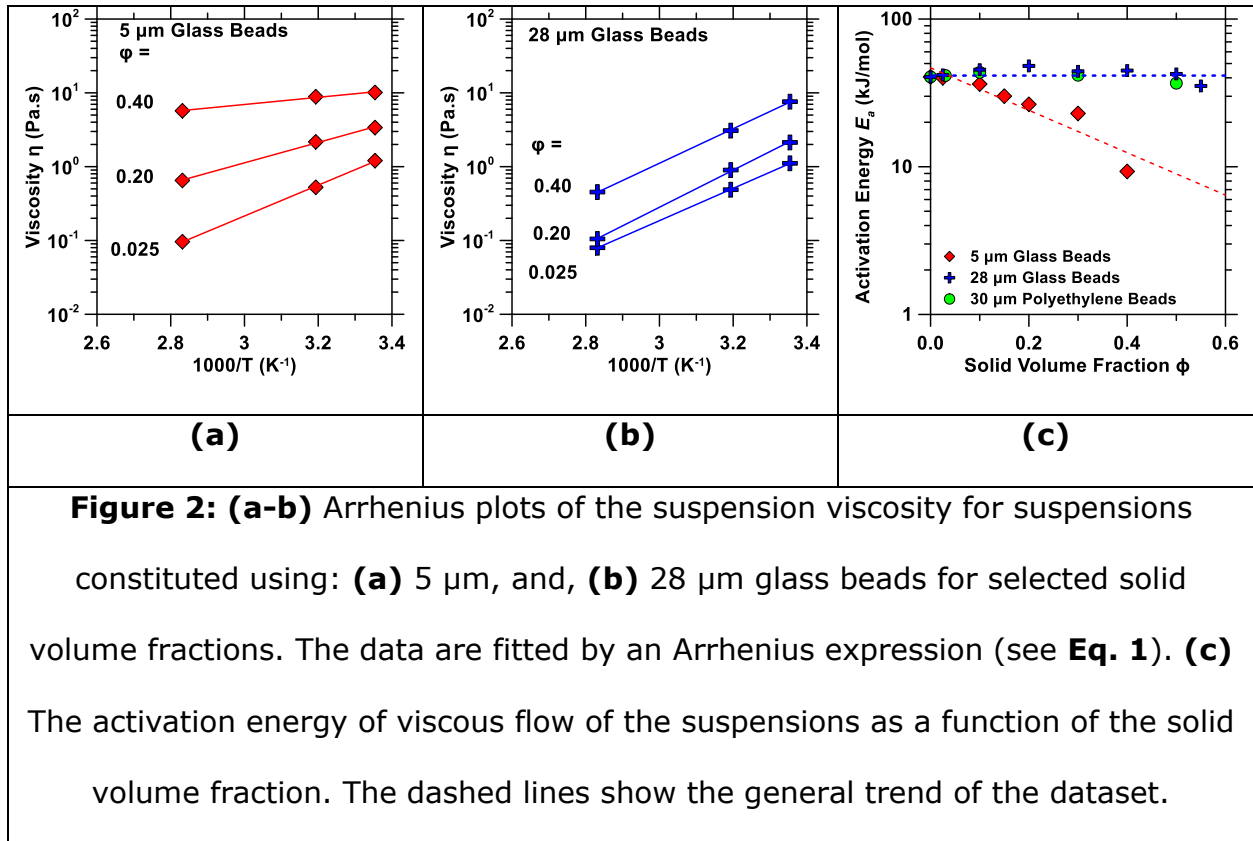 5 µm Glass Beads
φ =
0.40
0.20
0.025
Viscosity η (Pa.s)
10²
10¹
10⁰
10⁻¹
10⁻²
2.6 2.8 3 3.2 3.4
1000/T (K⁻¹)
28 µm Glass Beads
φ =
0.40
0.20
0.025
Viscosity η (Pa.s)
10²
10¹
10⁰
10⁻¹
10⁻²
2.6 2.8 3 3.2 3.4
1000/T (K⁻¹)
Activation Energy Eₐ (kJ/mol)
100
10
1
5 µm Glass Beads
28 µm Glass Beads
30 µm Polyethylene Beads
0.0 0.2 0.4 0.6
Solid Volume Fraction ϕ
(a) (b) (c)
Figure 2: (a-b) Arrhenius plots of the suspension viscosity for suspensions
constituted using: (a) 5 µm, and, (b) 28 µm glass beads for selected solid
volume fractions. The data are fitted by an Arrhenius expression (see Eq. 1). (c)
The activation energy of viscous flow of the suspensions as a function of the solid
volume fraction. The dashed lines show the general trend of the dataset.